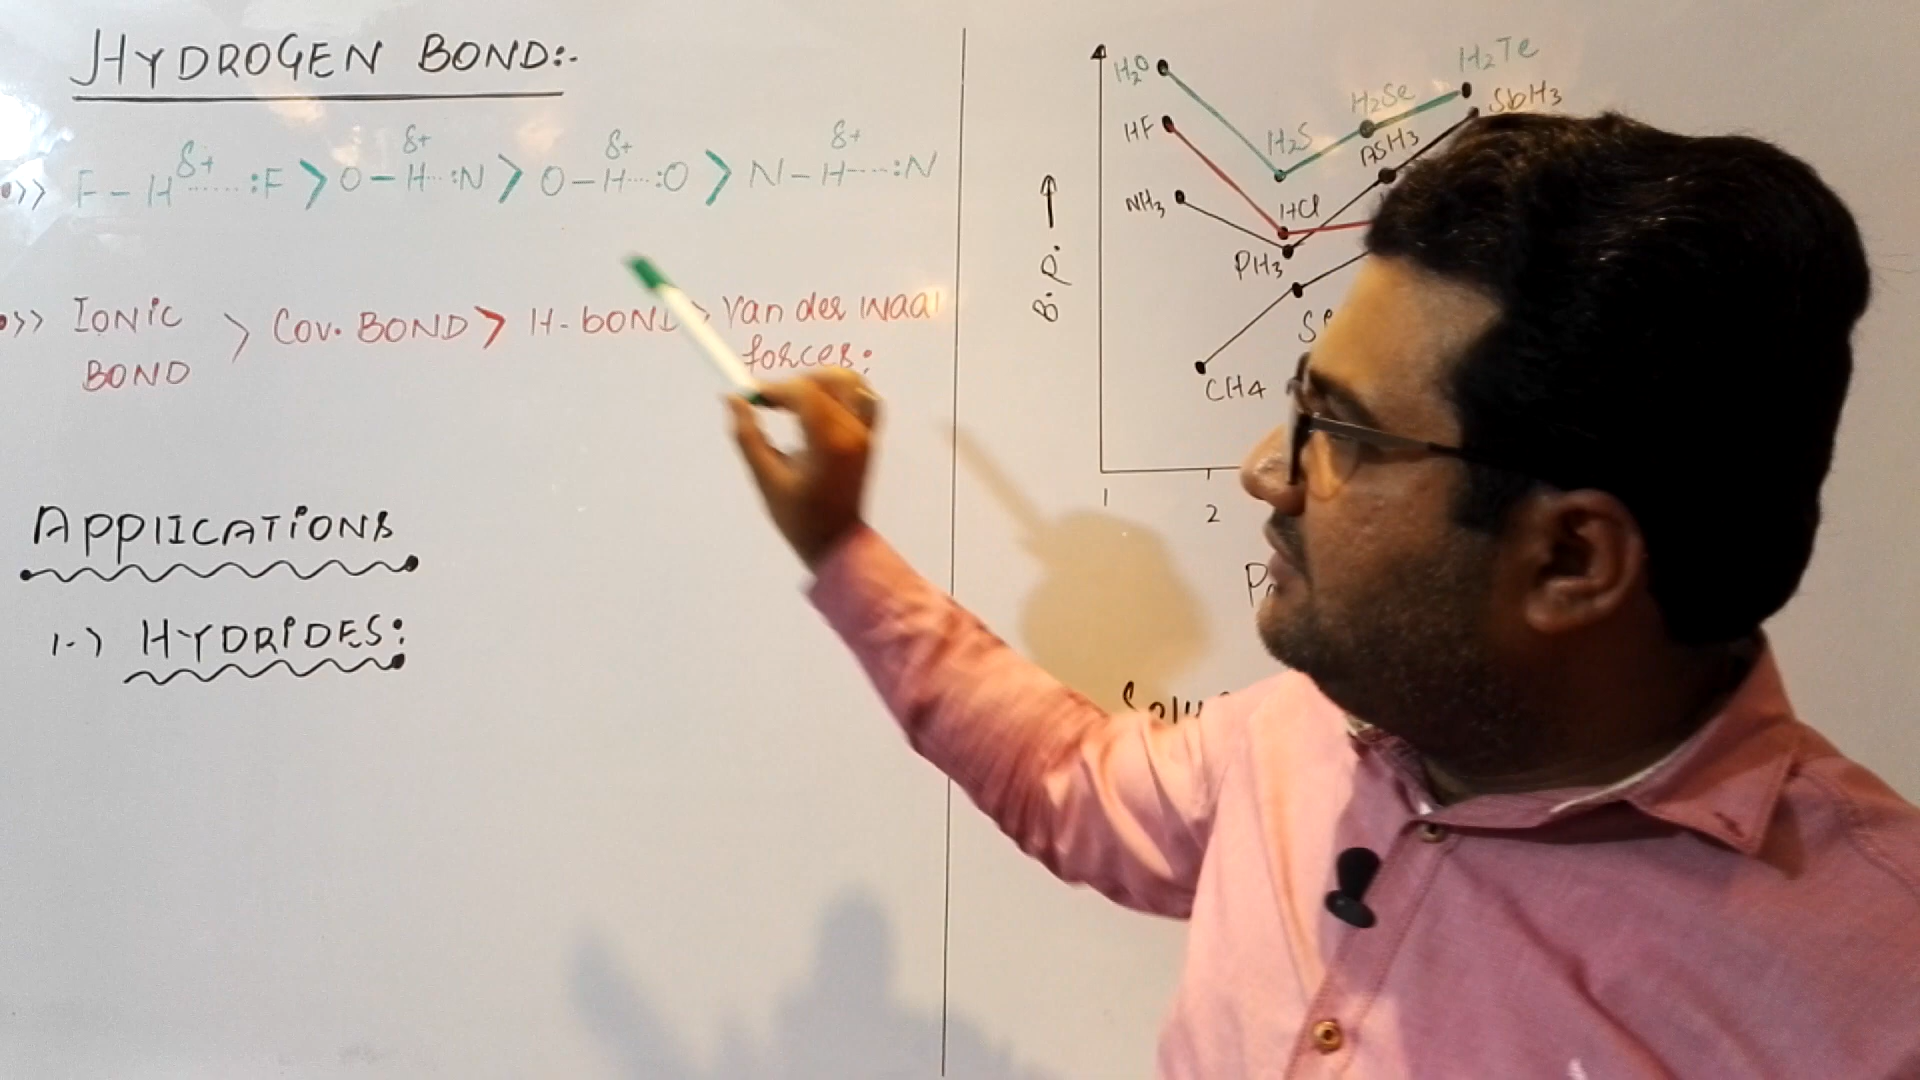 HYDROGEN BOND:-
δ+ δ+ δ+ δ+
>> F-H......:F > O-H...:N > O-H...:O > N-H....:N
>> IONIC BOND > COV. BOND > H-BOND > Van der Waal
forces:
APPLICATIONS
1-) HYDRIDES:
H2O
HF
NH3
H2S
H2Se
H2Te
SbH3
AsH3
HCl
PH3
CH4
B.p. →
1
2